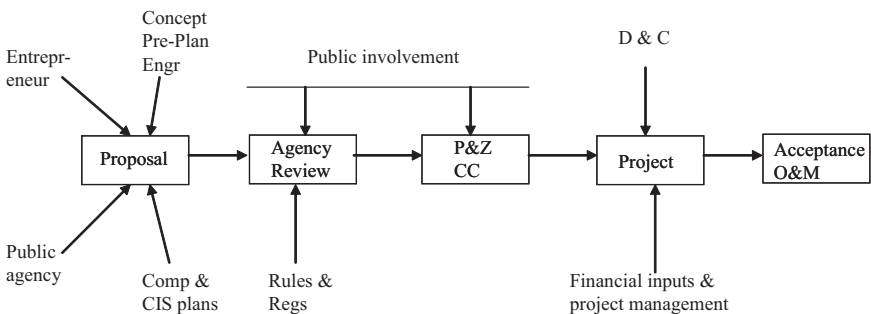 Concept
Pre-Plan
Engr
Entrepr-
eneur
Public involvement
D & C
Proposal
Agency
Review
P&Z
CC
Project
Acceptance
O&M
Public
agency
Comp &
CIS plans
Rules &
Regs
Financial inputs &
project management